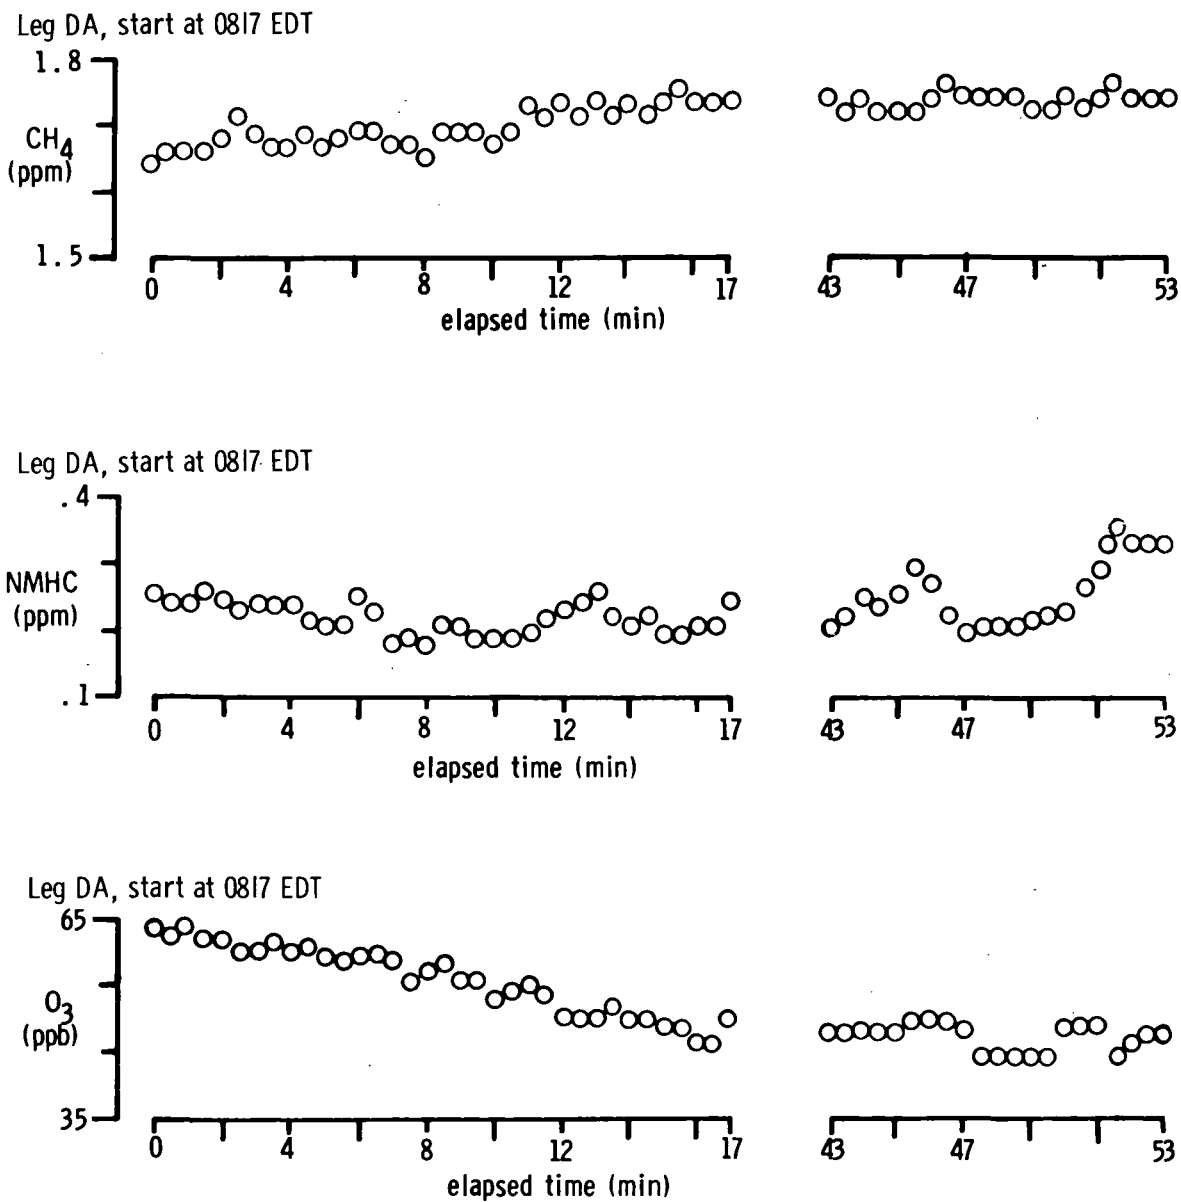 Leg DA, start at 0817 EDT
1.8
CH4
(ppm)
1.5
0 4 8 12 17 43 47 53
elapsed time (min)
Leg DA, start at 0817 EDT
.4
NMHC
(ppm)
.1
0 4 8 12 17 43 47 53
elapsed time (min)
Leg DA, start at 0817 EDT
65
O3
(ppb)
35
0 4 8 12 17 43 47 53
elapsed time (min)